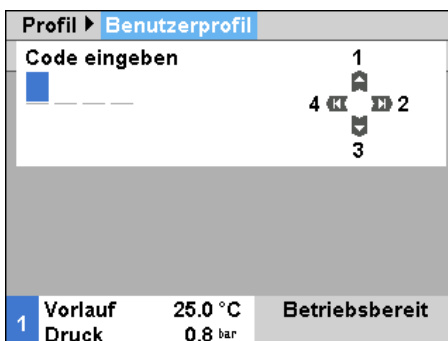 Profil ▶ Benutzerprofil
Code eingeben
1
4 2
3
1
Vorlauf 25.0 °C Betriebsbereit
Druck 0.8 bar